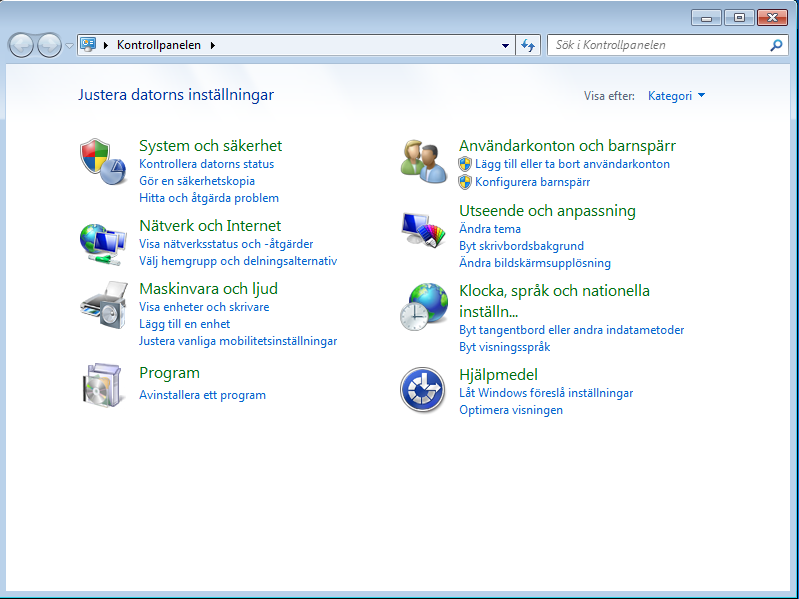 Kontrollpanelen
Sök i Kontrollpanelen
Justera datorns inställningar
Visa efter: Kategori
System och säkerhet
Kontrollera datorns status
Gör en säkerhetskopia
Hitta och åtgärda problem
Nätverk och Internet
Visa nätverksstatus och -åtgärder
Välj hemgrupp och delningsalternativ
Maskinvara och ljud
Visa enheter och skrivare
Lägg till en enhet
Justera vanliga mobilitetsinställningar
Program
Avinstallera ett program
Användarkonton och barnspärr
Lägg till eller ta bort användarkonton
Konfigurera barnspärr
Utseende och anpassning
Ändra tema
Byt skrivbordsbakgrund
Ändra bildskärmsupplösning
Klocka, språk och nationella
inställn...
Byt tangentbord eller andra indatametoder
Byt visningsspråk
Hjälpmedel
Låt Windows föreslå inställningar
Optimera visningen